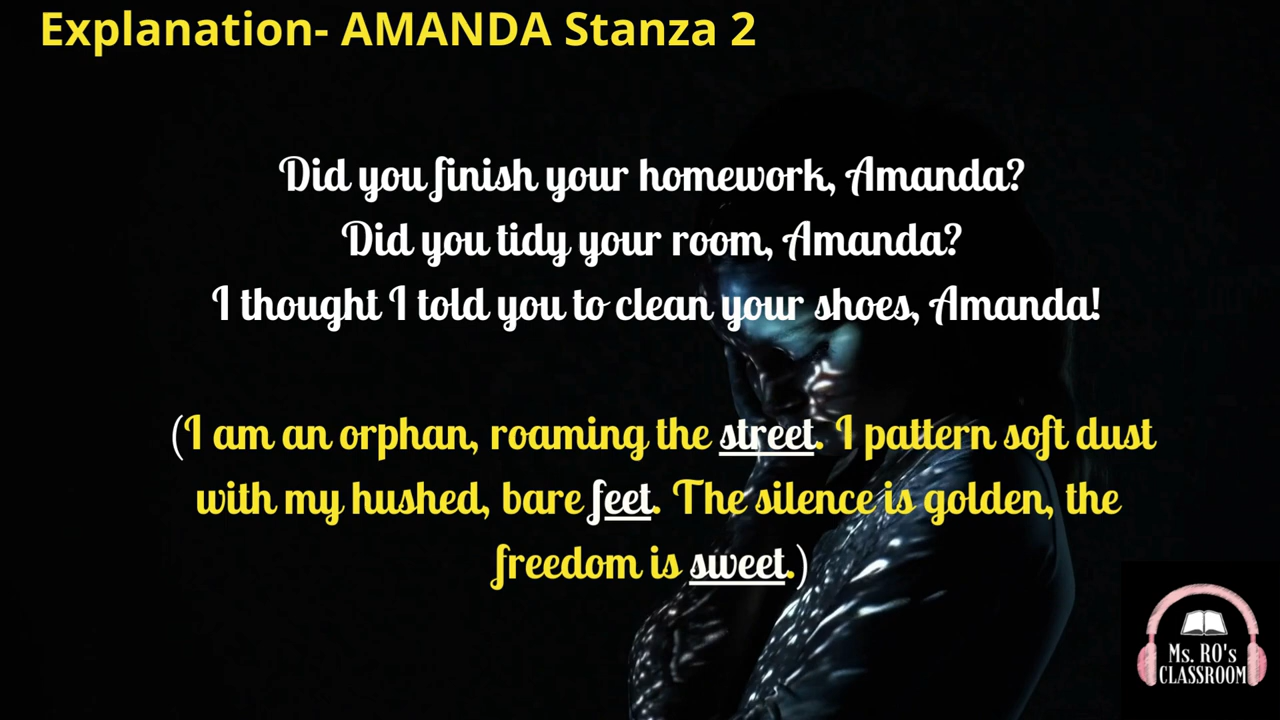 Explanation- AMANDA Stanza 2
Did you finish your homework, Amanda?
Did you tidy your room, Amanda?
I thought I told you to clean your shoes, Amanda!
(I am an orphan, roaming the street. I pattern soft dust
with my hushed, bare feet. The silence is golden, the
freedom is sweet.)
Ms. RO's
CLASSROOM